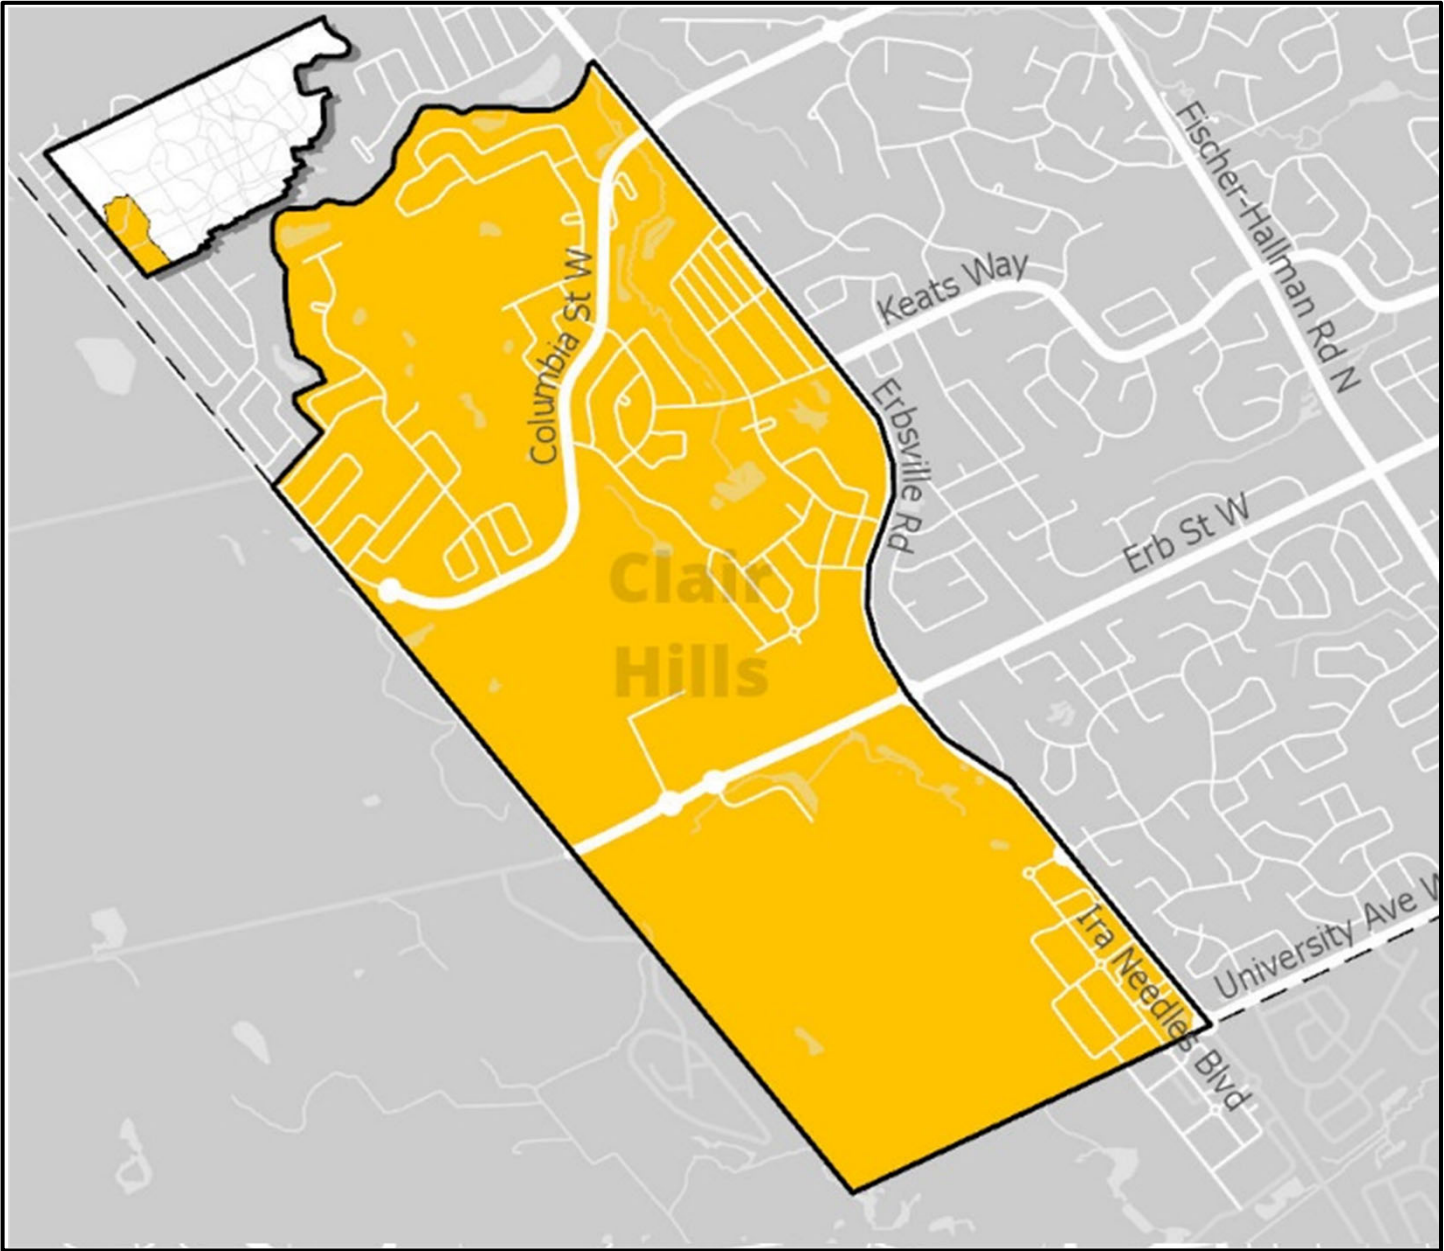 Fischer-Hallman Rd N
Keats Way
Columbia St W
Erbsville Rd
Erb St W
Clair
Hills
University Ave W
Ira Needles Blvd